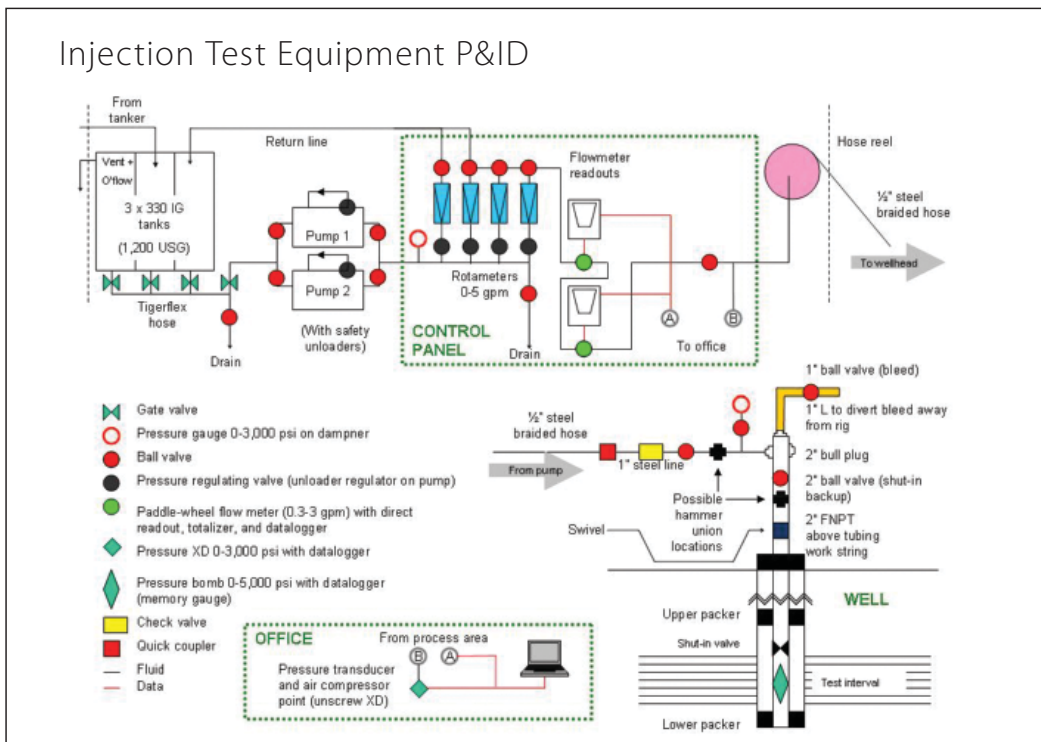 Injection Test Equipment P&ID
From
tanker
Return line
Vent +
O'flow
3 x 330 IG
tanks
(1,200 USG)
Tigerflex
hose
Drain
Pump 1
Pump 2
(With safety
unloaders)
Flowmeter
readouts
Rotameters
0-5 gpm
CONTROL
PANEL
Drain
A
B
To office
Hose reel
½" steel
braided hose
To wellhead
Gate valve
Pressure gauge 0-3,000 psi on dampner
Ball valve
Pressure regulating valve (unloader regulator on pump)
Paddle-wheel flow meter (0.3-3 gpm) with direct
readout, totalizer, and datalogger
Pressure XD 0-3,000 psi with datalogger
Pressure bomb 0-5,000 psi with datalogger
(memory gauge)
Check valve
Quick coupler
Fluid
Data
OFFICE
From process area
B
A
Pressure transducer
and air compressor
point (unscrew XD)
½" steel
braided hose
From pump
1" steel line
Possible
hammer
union
locations
Swivel
1" ball valve (bleed)
1" L to divert bleed away
from rig
2" bull plug
2" ball valve (shut-in
backup)
2" FNPT
above tubing
work string
WELL
Upper packer
Shut-in valve
Test interval
Lower packer